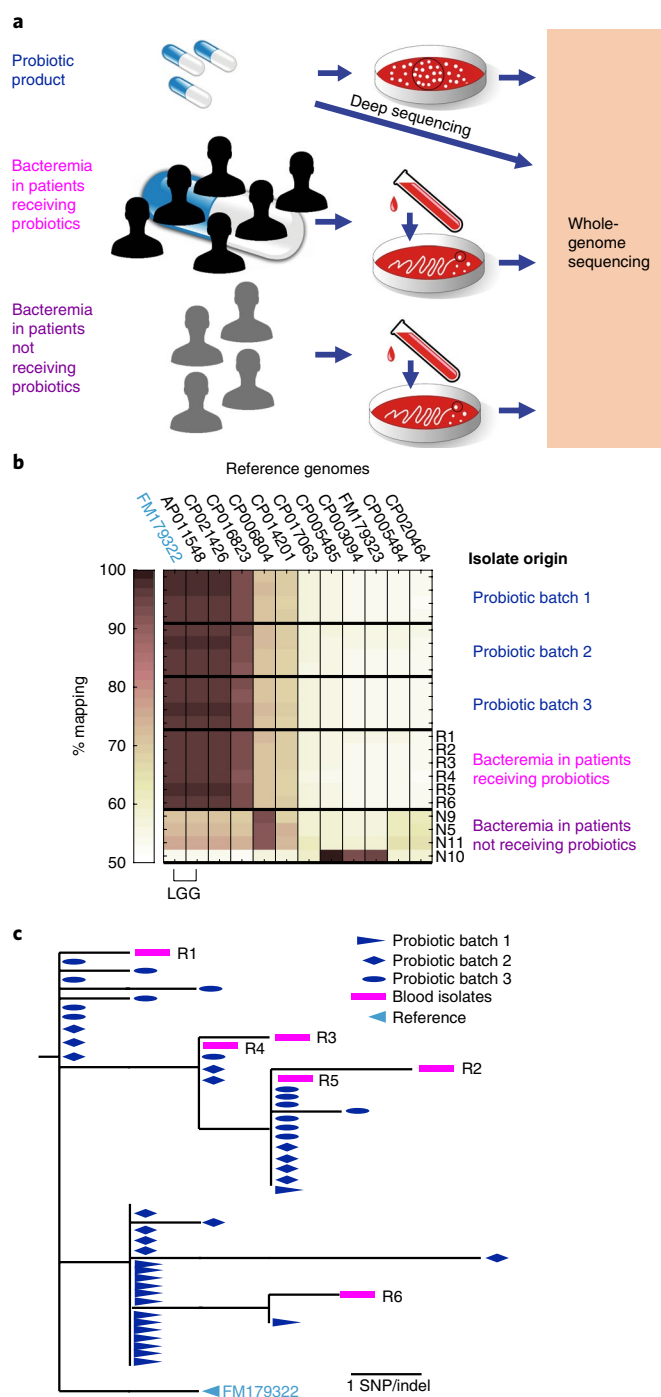 a
Probiotic
product
Deep sequencing
Bacteremia
in patients
receiving
probiotics
Whole-
genome
sequencing
Bacteremia
in patients
not
receiving
probiotics
b
Reference genomes
FM179322
AP011548
CP021426
CP016823
CP006804
CP014201
CP017063
CP005485
CP003094
FM179323
CP005484
CP020464
Isolate origin
% mapping
100
90
80
70
60
50
Probiotic batch 1
Probiotic batch 2
Probiotic batch 3
R1
R2
R3
R4
R5
R6
Bacteremia in patients
receiving probiotics
N9
N5
N11
N10
Bacteremia in patients
not receiving probiotics
LGG
c
Probiotic batch 1
Probiotic batch 2
Probiotic batch 3
Blood isolates
Reference
R1
R3
R4
R2
R5
R6
FM179322
1 SNP/indel